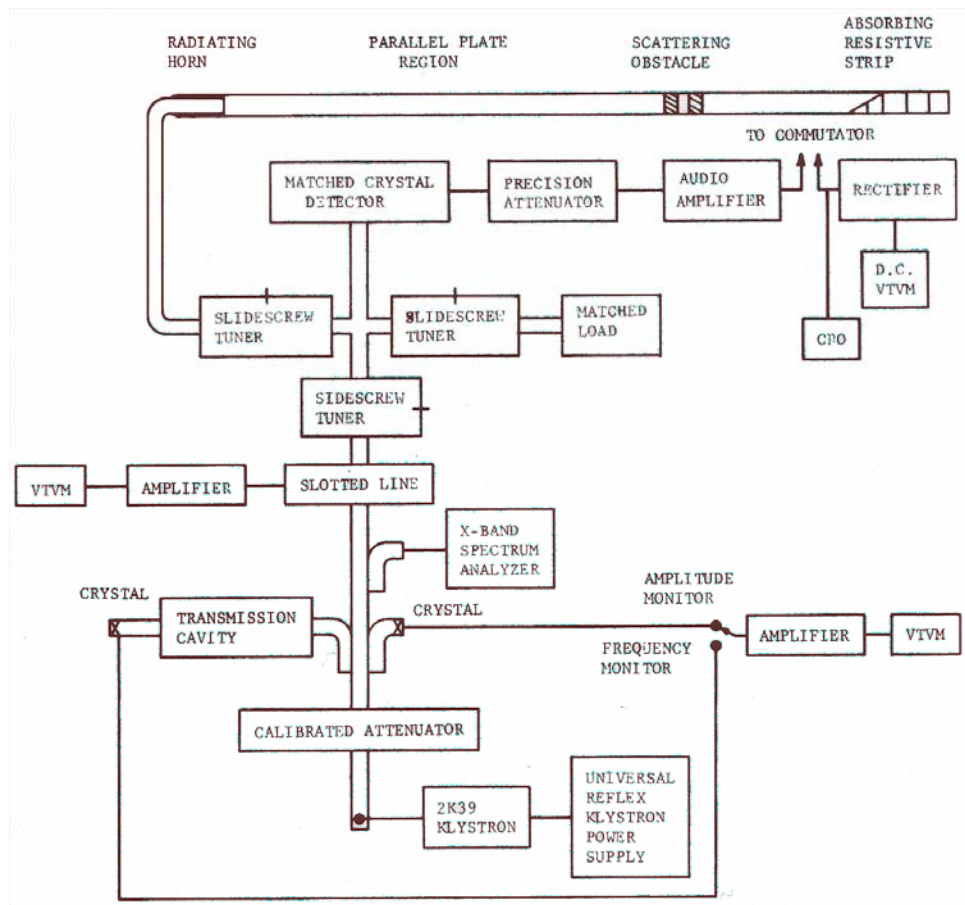 RADIATING
HORN
PARALLEL PLATE
REGION
SCATTERING
OBSTACLE
ABSORBING
RESISTIVE
STRIP
TO COMMUTATOR
MATCHED CRYSTAL
DETECTOR
PRECISION
ATTENUATOR
AUDIO
AMPLIFIER
RECTIFIER
D.C.
VTVM
CRO
SLIDESCREW
TUNER
SLIDESCREW
TUNER
MATCHED
LOAD
SIDESCREW
TUNER
VTVM
AMPLIFIER
SLOTTED LINE
X-BAND
SPECTRUM
ANALYZER
CRYSTAL
TRANSMISSION
CAVITY
CRYSTAL
AMPLITUDE
MONITOR
FREQUENCY
MONITOR
AMPLIFIER
VTVM
CALIBRATED ATTENUATOR
2K39
KLYSTRON
UNIVERSAL
REFLEX
KLYSTRON
POWER
SUPPLY